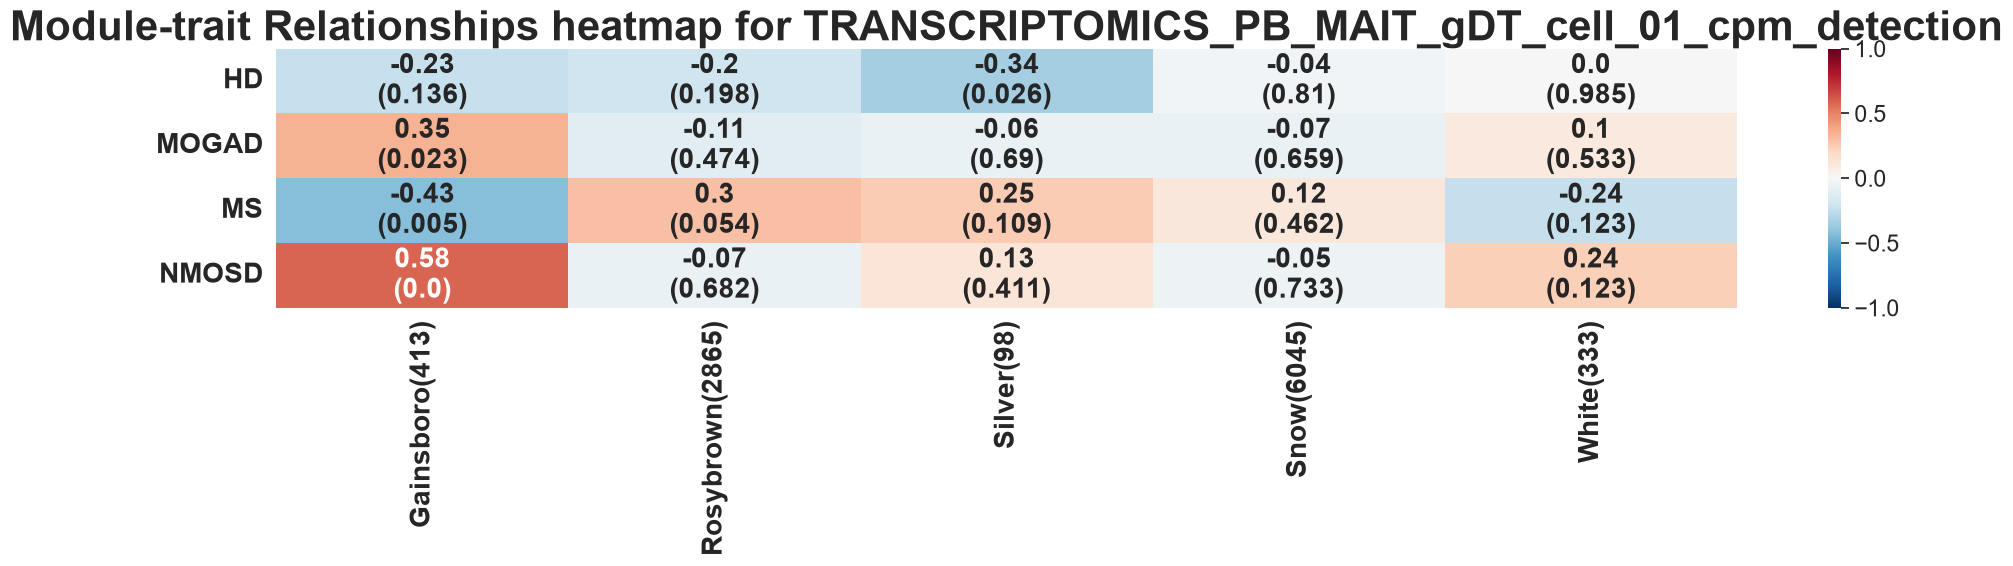 Module-trait Relationships heatmap for TRANSCRIPTOMICS_PB_MAIT_gDT_cell_01_cpm_detection
HD
-0.23 -0.2 -0.34 -0.04 0.0
(0.136) (0.198) (0.026) (0.81) (0.985)
MOGAD
0.35 -0.11 -0.06 -0.07 0.1
(0.023) (0.474) (0.69) (0.659) (0.533)
MS
-0.43 0.3 0.25 0.12 -0.24
(0.005) (0.054) (0.109) (0.462) (0.123)
NMOSD
0.58 -0.07 0.13 -0.05 0.24
(0.0) (0.682) (0.411) (0.733) (0.123)
Gainsboro(413)
Rosybrown(2865)
Silver(98)
Snow(6045)
White(333)
1.0
0.5
0.0
−0.5
−1.0